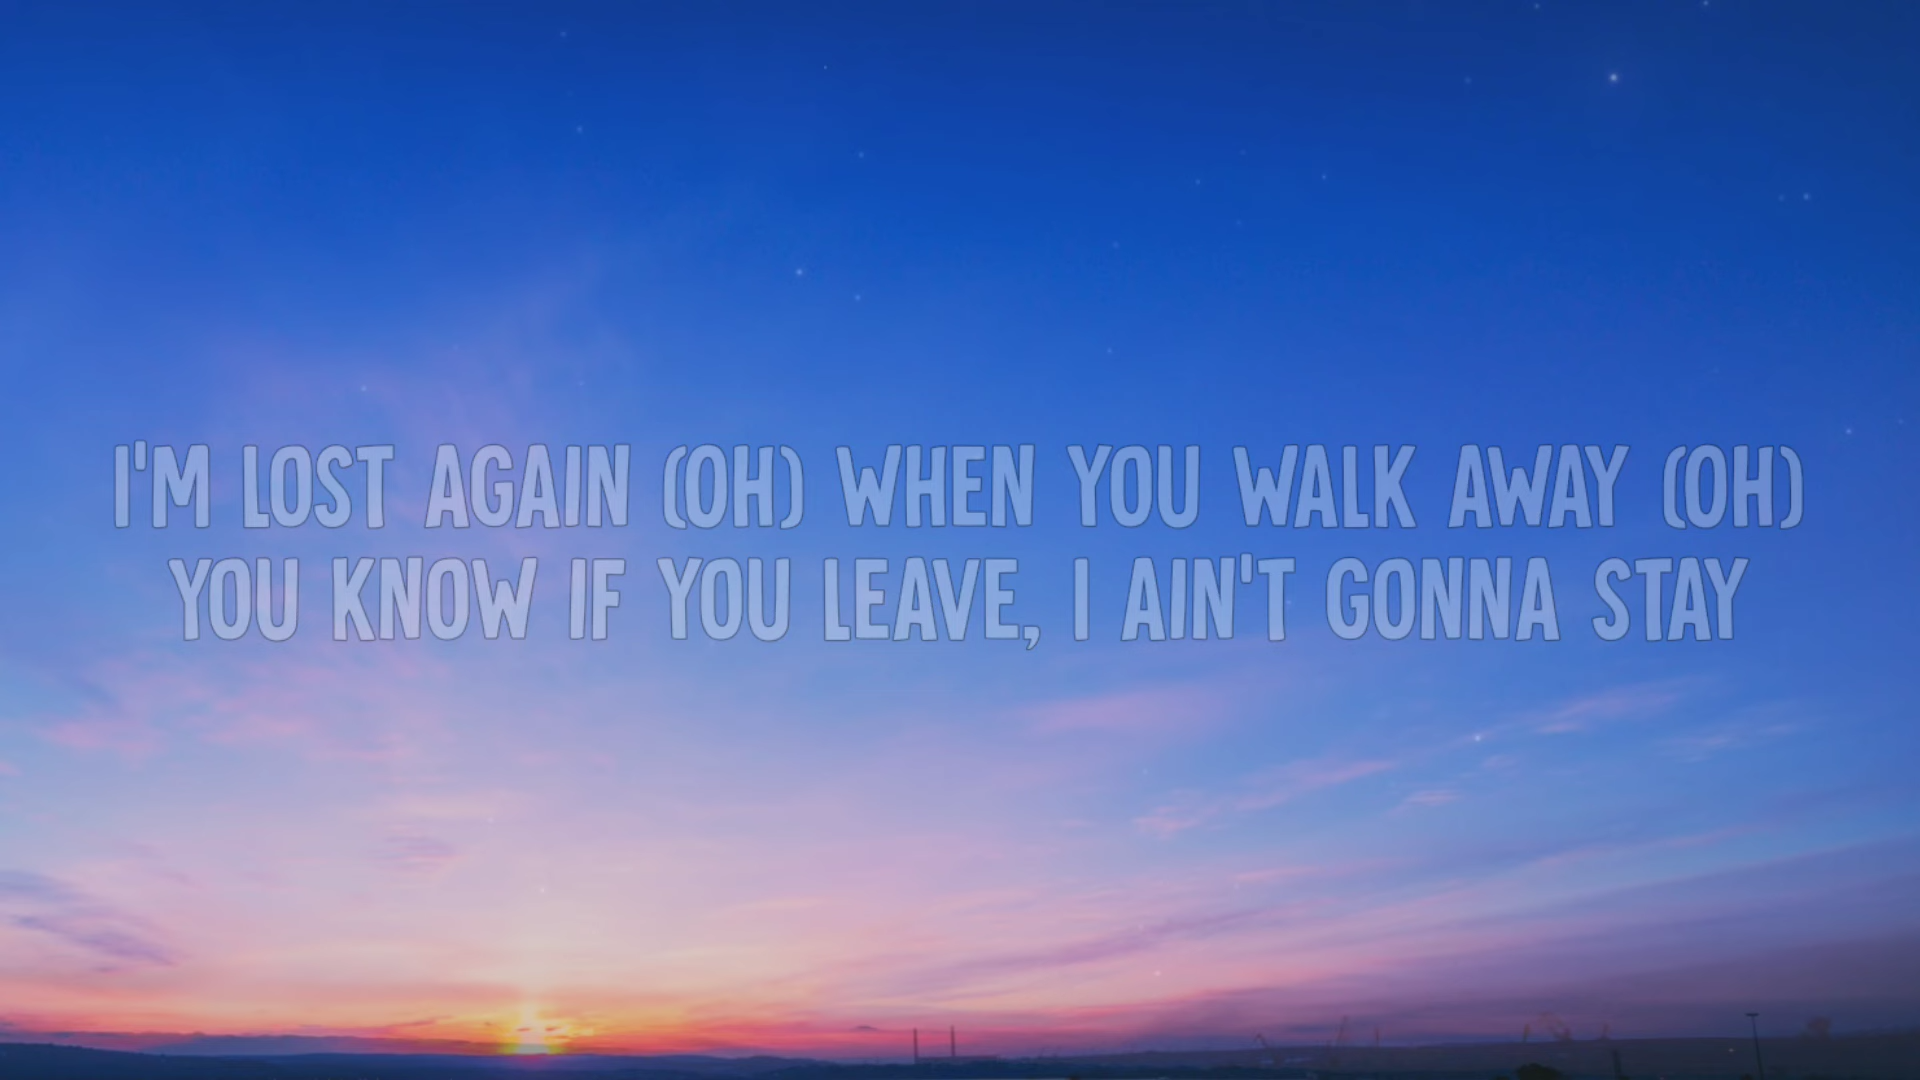 I'M LOST AGAIN (OH) WHEN YOU WALK AWAY (OH)
YOU KNOW IF YOU LEAVE, I AIN'T GONNA STAY